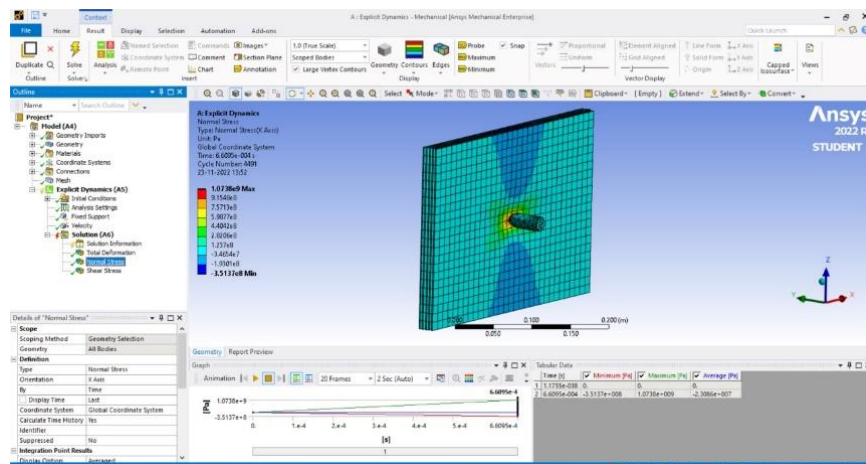 A : Explicit Dynamics - Mechanical [Ansys Mechanical Enterprise]
Context
File Home Result Display Selection Automation Add-ons
Quick Launch
Duplicate Solve Analysis
Named Selection Commands Images
Coordinate System Comment Section Plane
Remote Point Chart Annotation
1.0 (True Scale)
Scoped Bodies
Large Vertex Contours
Geometry Contours Edges
Probe Snap
Maximum
Minimum
Vectors Proportional
Uniform
Element Aligned
Grid Aligned
Line Form X Axis
Solid Form
Origin
Capped Isosurface
Views
Outline Solver Insert Display Vector Display
Outline
Name Search Outline
Select Mode Clipboard [ Empty ] Extend Select By Convert
Project*
Model (A4)
Geometry Imports
Geometry
Materials
Coordinate Systems
Connections
Mesh
Explicit Dynamics (A5)
Initial Conditions
Analysis Settings
Fixed Support
Velocity
Solution (A6)
Solution Information
Total Deformation
Normal Stress
Shear Stress
A: Explicit Dynamics
Normal Stress
Type: Normal Stress(X Axis)
Unit: Pa
Global Coordinate System
Time: 6.6095e-004 s
Cycle Number: 4491
23-11-2022 13:52
1.0738e9 Max
9.1548e8
7.5713e8
5.9877e8
4.4042e8
2.8206e8
1.237e8
-3.4654e7
-1.9301e8
-3.5137e8 Min
Ansys
2022 R
STUDENT
Z
Y
X
0.000 0.100 0.200 (m)
0.050 0.150
Details of "Normal Stress"
Scope
Scoping Method Geometry Selection
Geometry All Bodies
Definition
Type Normal Stress
Orientation X Axis
By Time
Display Time Last
Coordinate System Global Coordinate System
Calculate Time History Yes
Identifier
Suppressed No
Integration Point Results
Display Option Averaged
Geometry Report Preview
Graph
Animation 20 Frames 2 Sec (Auto)
6.6095e-4
1.0738e9
-3.5137e8
[Pa]
0. 1.e-4 2.e-4 3.e-4 4.e-4 5.e-4 6.6095e-4
[s]
1
Tabular Data
Time [s] Minimum [Pa] Maximum [Pa] Average [Pa]
1 1.1755e-038 0. 0. 0.
2 6.6095e-004 -3.5137e+008 1.0738e+009 -2.3086e+007